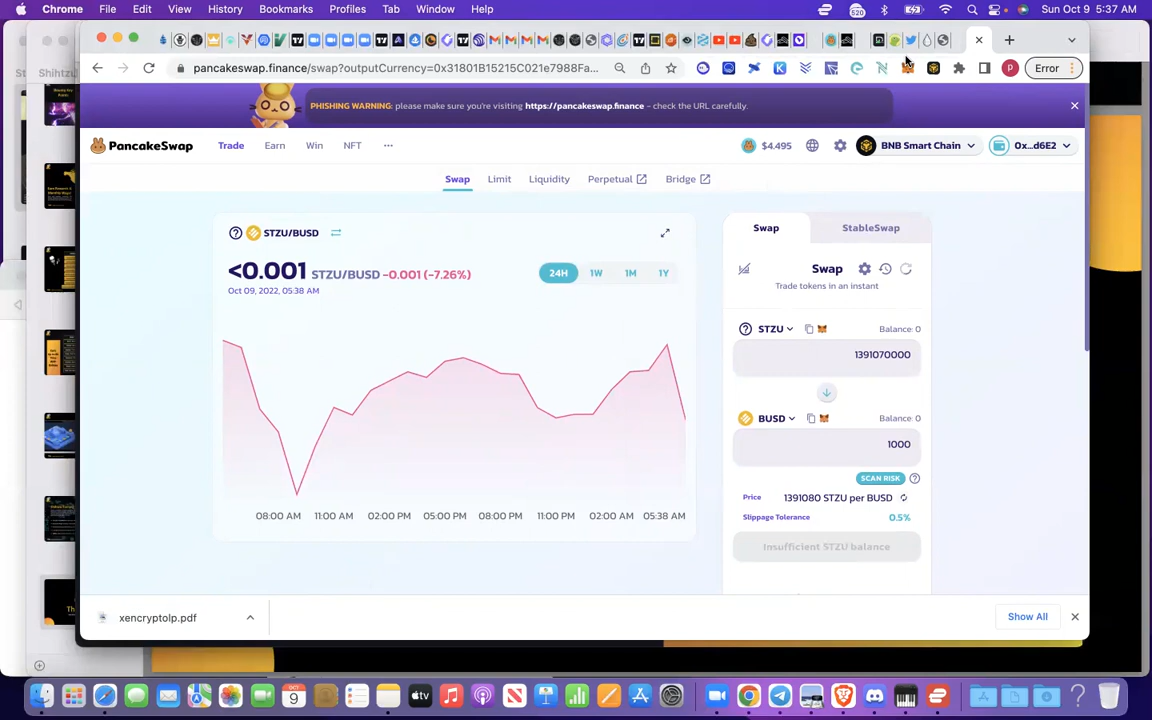 Chrome File Edit View History Bookmarks Profiles Tab Window Help
520
Sun Oct 9 5:37 AM
Shihtzu
pancakeswap.finance/swap?outputCurrency=0x31801B15215C021e7988Fa...
Error
PHISHING WARNING: please make sure you're visiting https://pancakeswap.finance – check the URL carefully.
PancakeSwap Trade Earn Win NFT ...
$4.495 BNB Smart Chain 0x...d6E2
Swap Limit Liquidity Perpetual Bridge
STZU/BUSD
<0.001 STZU/BUSD -0.001 (-7.26%)
Oct 09, 2022, 05:38 AM
24H 1W 1M 1Y
08:00 AM 11:00 AM 02:00 PM 05:00 PM 08:00 PM 11:00 PM 02:00 AM 05:38 AM
Swap StableSwap
Swap
Trade tokens in an instant
STZU Balance: 0
1391070000
BUSD Balance: 0
1000
SCAN RISK
Price 1391080 STZU per BUSD
Slippage Tolerance 0.5%
Insufficient STZU balance
xencryptolp.pdf
Show All
OCT
9
tv